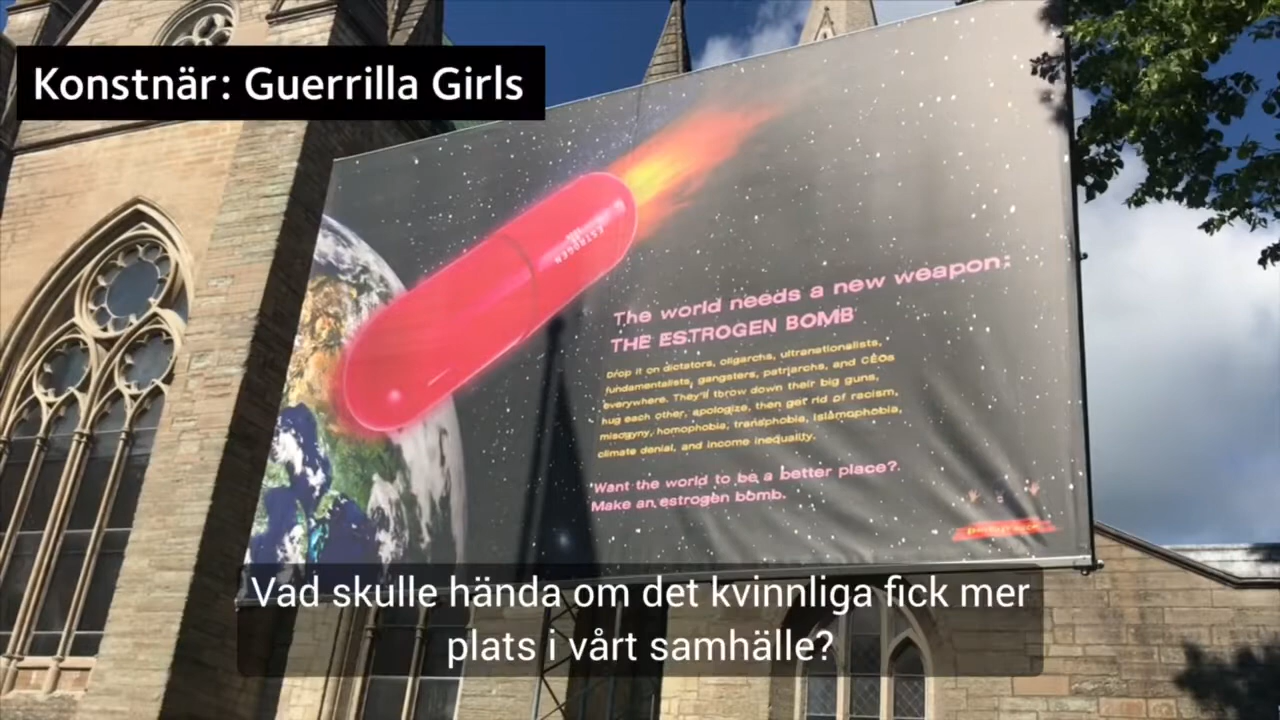 Konstnär: Guerrilla Girls
ESTROGEN
The world needs a new weapon:
THE ESTROGEN BOMB
Drop it on dictators, oligarchs, ultranationalists,
fundamentalists, gangsters, patriarchs, and CEOs
everywhere. They'll throw down their big guns,
hug each other, apologize, then get rid of racism,
misogyny, homophobia, transphobia, Islamophobia,
climate denial, and income inequality.
Want the world to be a better place?
Make an estrogen bomb.
Vad skulle hända om det kvinnliga fick mer
plats i vårt samhälle?